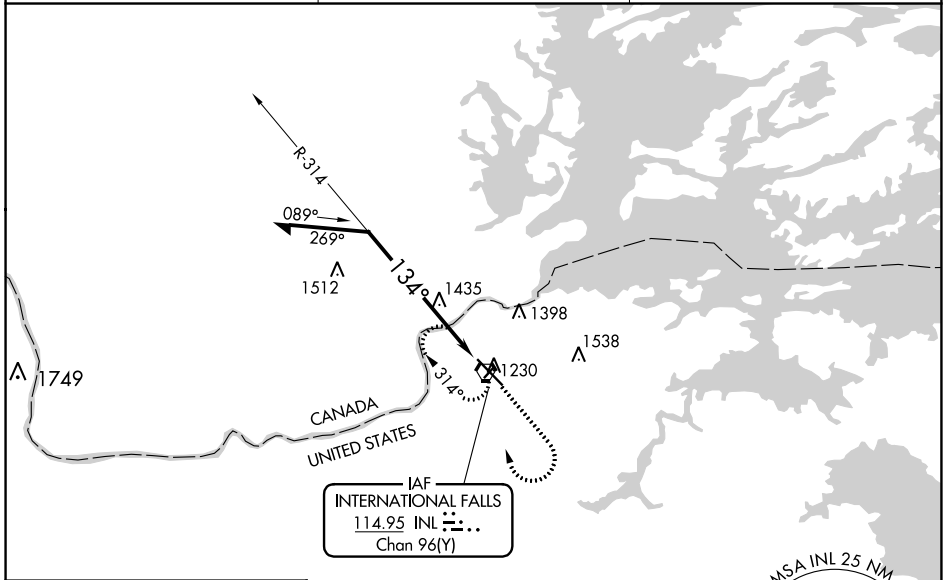 R-314
089°
269°
134°
1512
1435
1398
1538
1230
314°
1749
CANADA
UNITED STATES
IAF
INTERNATIONAL FALLS
114.95 INL
Chan 96(Y)
MSA INL 25 NM